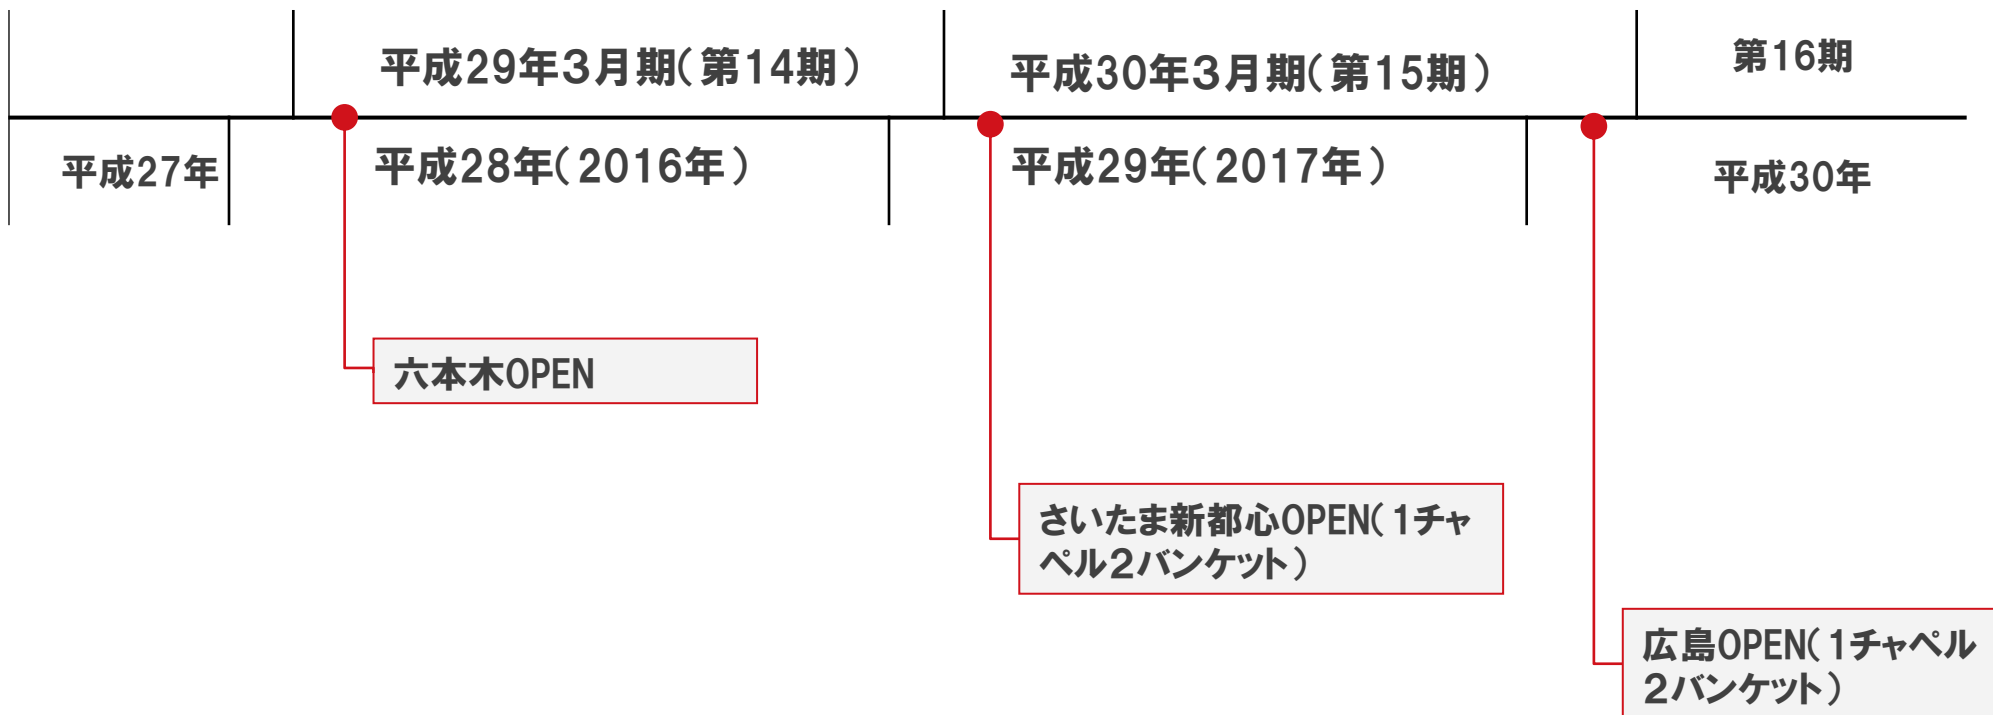 平成29年３月期（第14期）
平成30年３月期（第15期）
第16期
平成27年
平成28年（2016年）
平成29年（2017年）
平成30年
六本木OPEN
さいたま新都心OPEN（１チャ
ペル２バンケット）
広島OPEN（１チャペル
２バンケット）